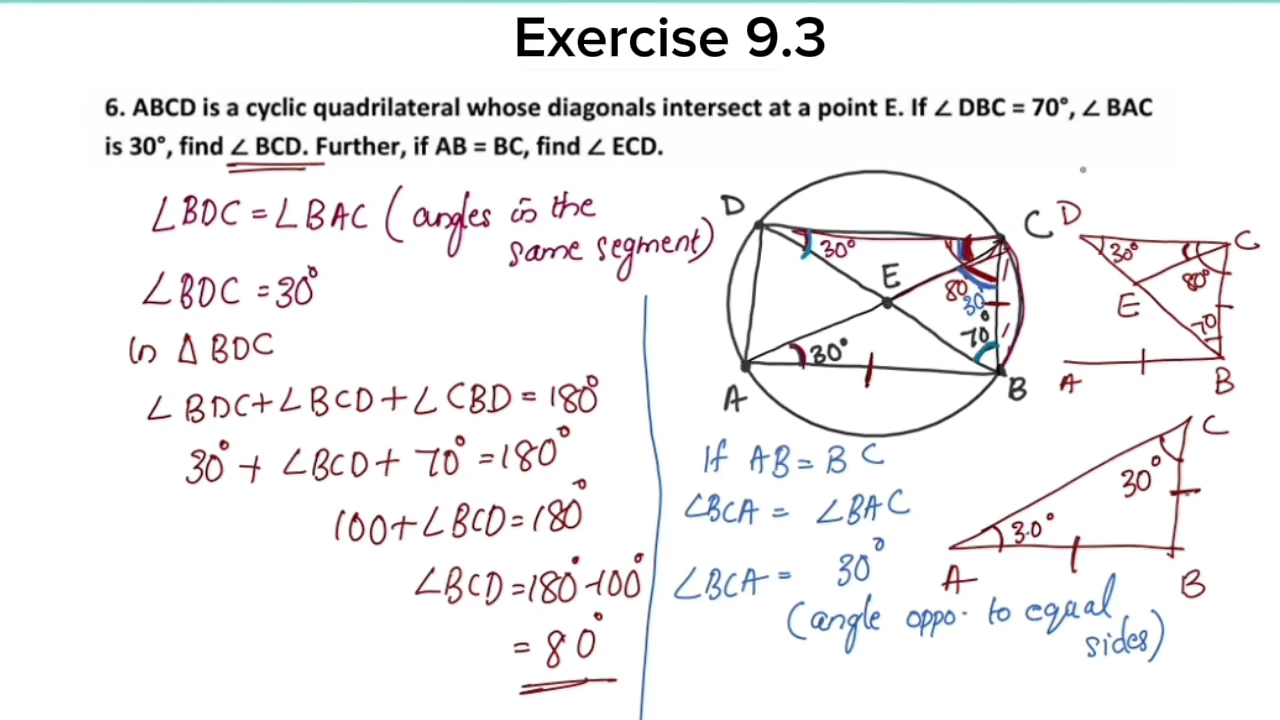 Exercise 9.3
6. ABCD is a cyclic quadrilateral whose diagonals intersect at a point E. If ∠ DBC = 70°, ∠ BAC
is 30°, find ∠ BCD. Further, if AB = BC, find ∠ ECD.
∠BDC = ∠BAC (angles in the
same segment)
∠BDC = 30°
In Δ BDC
∠BDC + ∠BCD + ∠CBD = 180°
30° + ∠BCD + 70° = 180°
100 + ∠BCD = 180°
∠BCD = 180° - 100°
= 80°
D
C
30°
E
80
30°
70
30°
A
B
D
C
30°
80°
E
70
A
B
If AB = BC
∠BCA = ∠BAC
∠BCA = 30°
(angle oppo. to equal
sides)
C
30°
3.0°
A
B